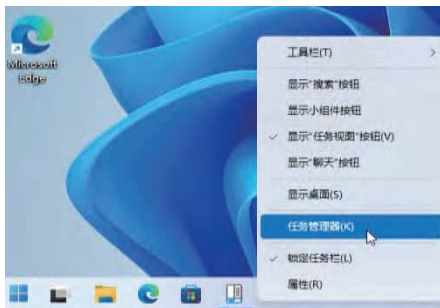 Microsoft
Edge
工具栏(T)
显示"搜索"按钮
显示小组件按钮
显示"任务视图"按钮(V)
显示"聊天"按钮
显示桌面(S)
任务管理器(K)
锁定任务栏(L)
属性(R)